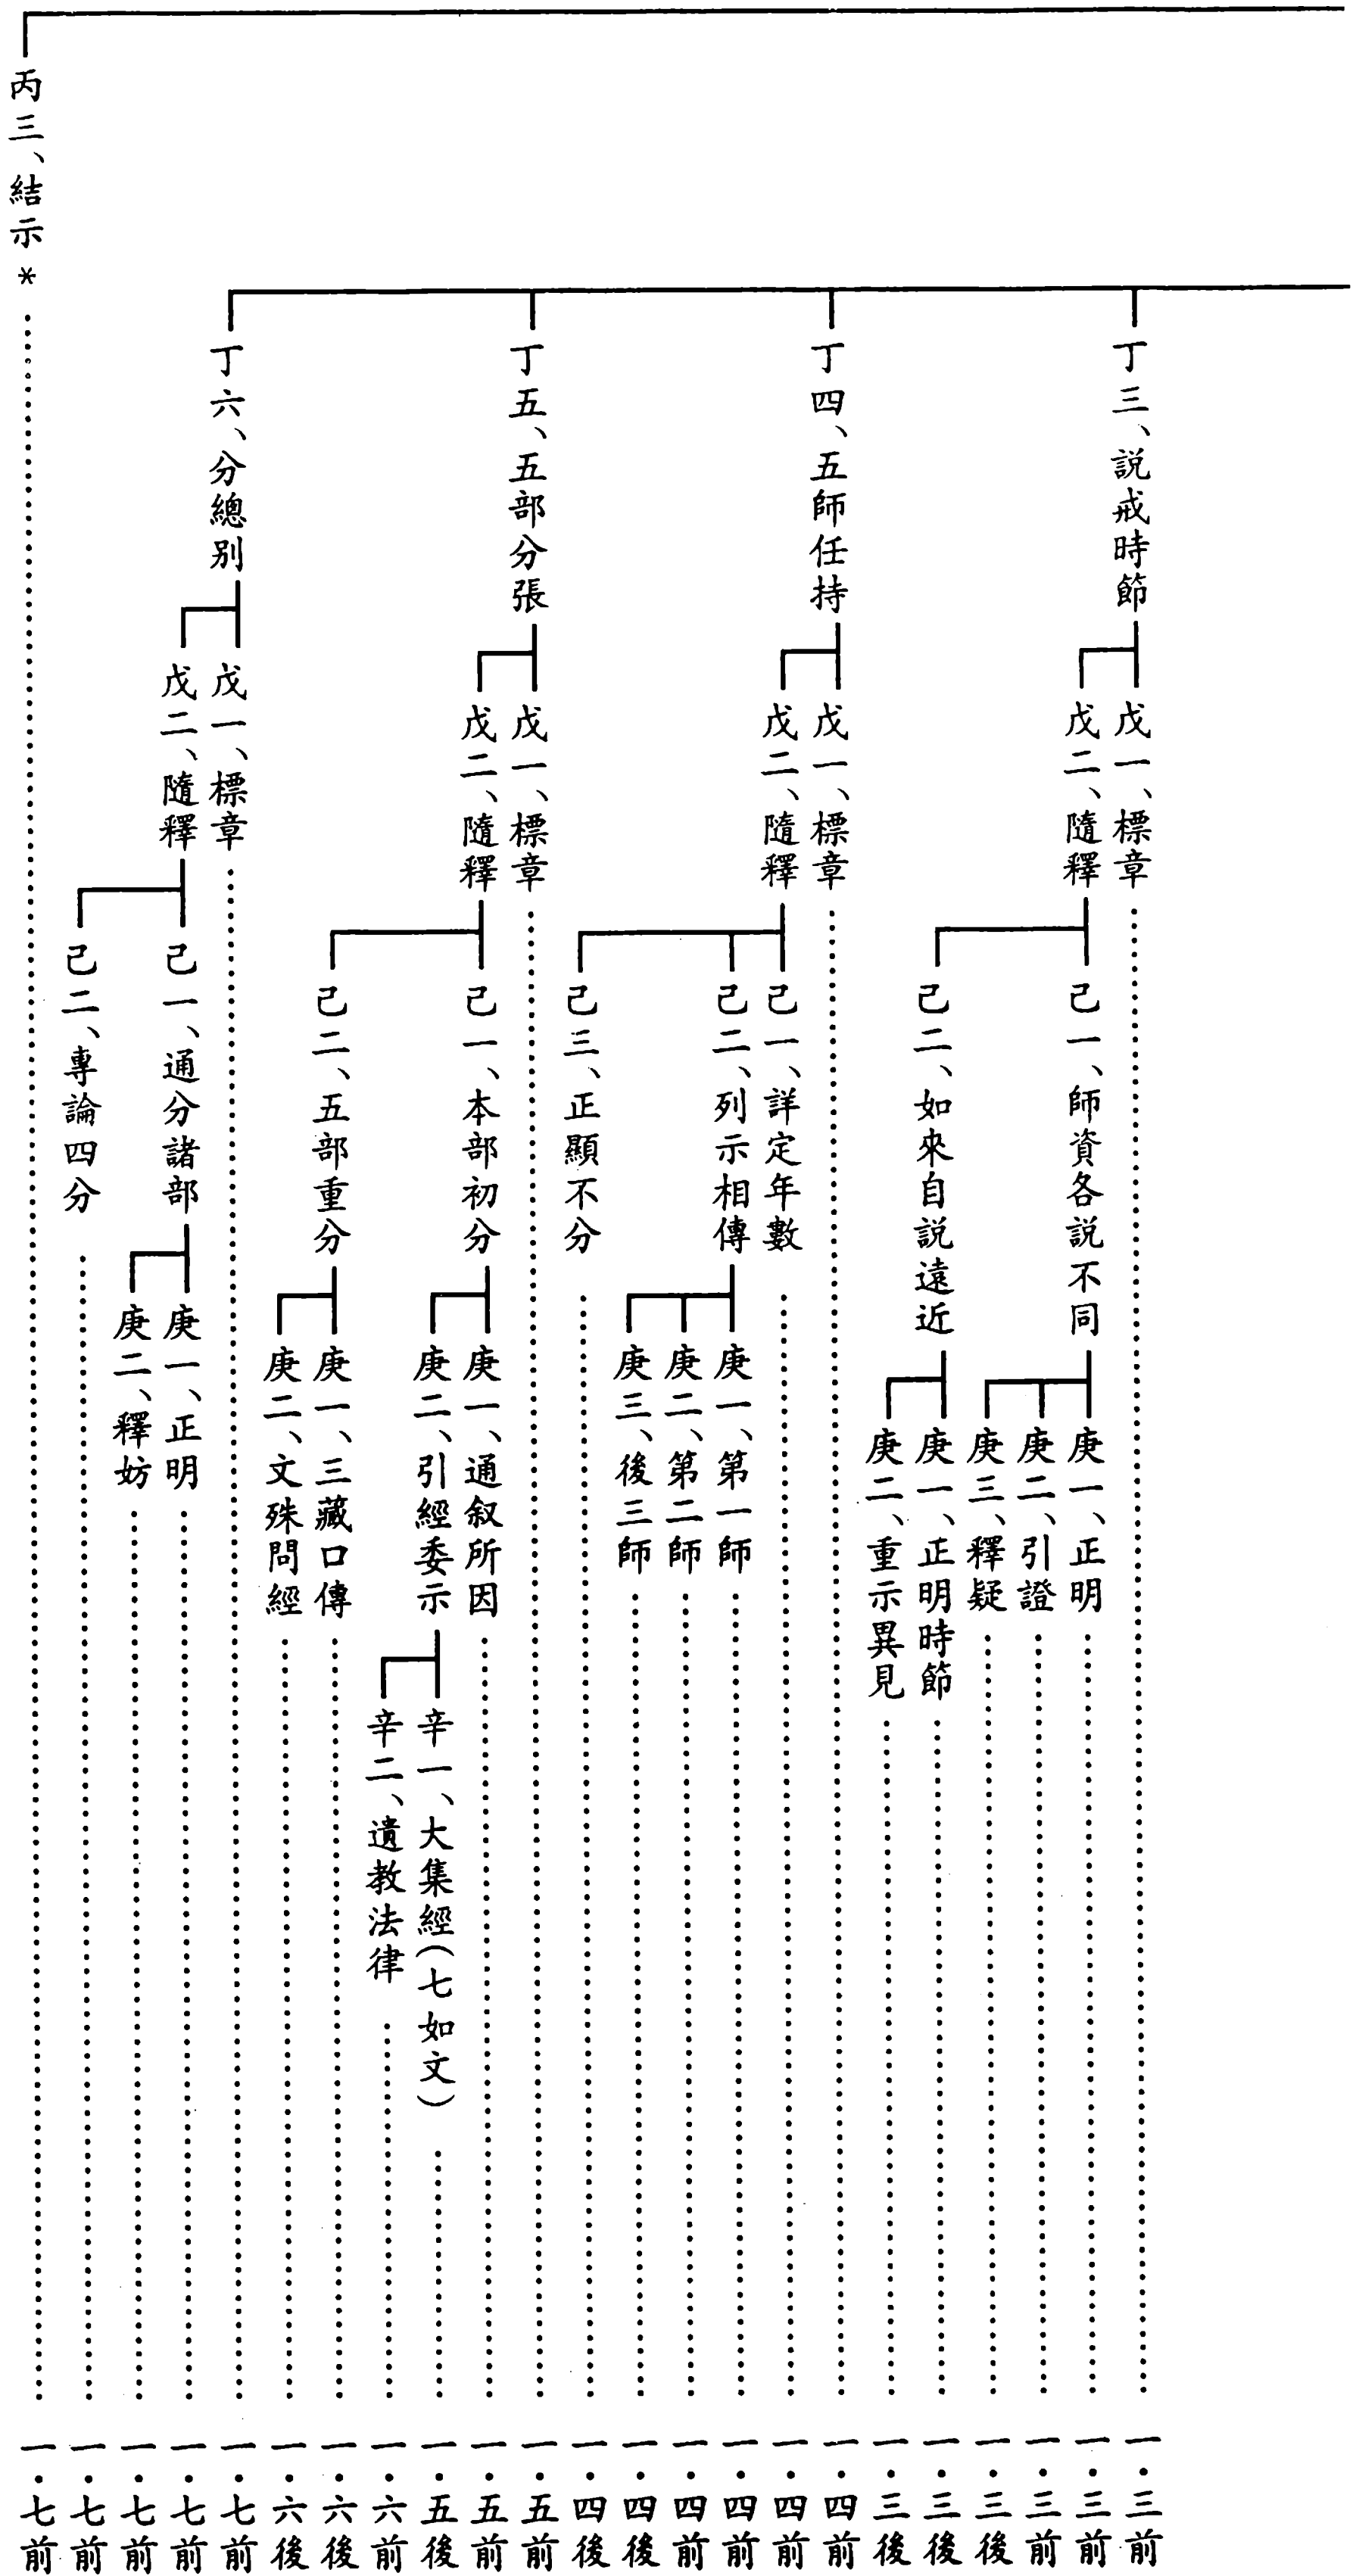 丁三、説戒時節
戊一、標章……一・三前
戊二、隨釋
己一、師資各説不同
庚一、正明……一・三前
庚二、引證……一・三前
庚三、釋疑……一・三後
己二、如來自説遠近
庚一、正明時節……一・三後
庚二、重示異見……一・三後
丁四、五師任持
戊一、標章……一・四前
戊二、隨釋
己一、詳定年數……一・四前
己二、列示相傳
庚一、第一師……一・四前
庚二、第二師……一・四前
庚三、後三師……一・四後
己三、正顯不分……一・四後
丁五、五部分張
戊一、標章……一・五前
戊二、隨釋
己一、本部初分
庚一、通叙所因……一・五前
庚二、引經委示
辛一、大集經(七如文)……一・五後
辛二、遺教法律……一・六前
己二、五部重分
庚一、三藏口傳……一・六後
庚二、文殊問經……一・六後
丁六、分總別
戊一、標章……一・七前
戊二、隨釋
己一、通分諸部
庚一、正明……一・七前
庚二、釋妨……一・七前
己二、專論四分……一・七前
丙三、結示*……一・七前